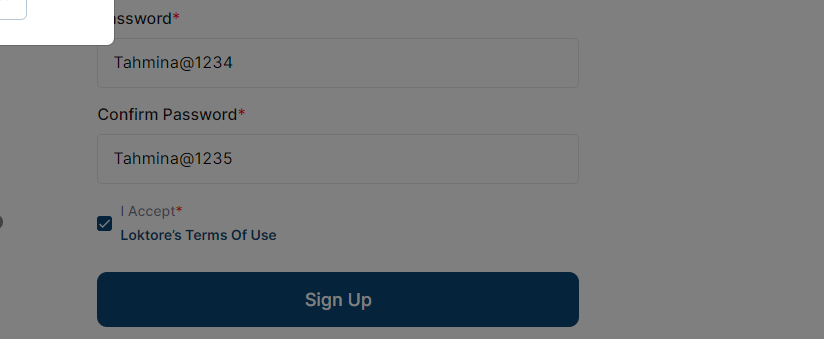 assword*
Tahmina@1234
Confirm Password*
Tahmina@1235
I Accept*
Loktore's Terms Of Use
Sign Up